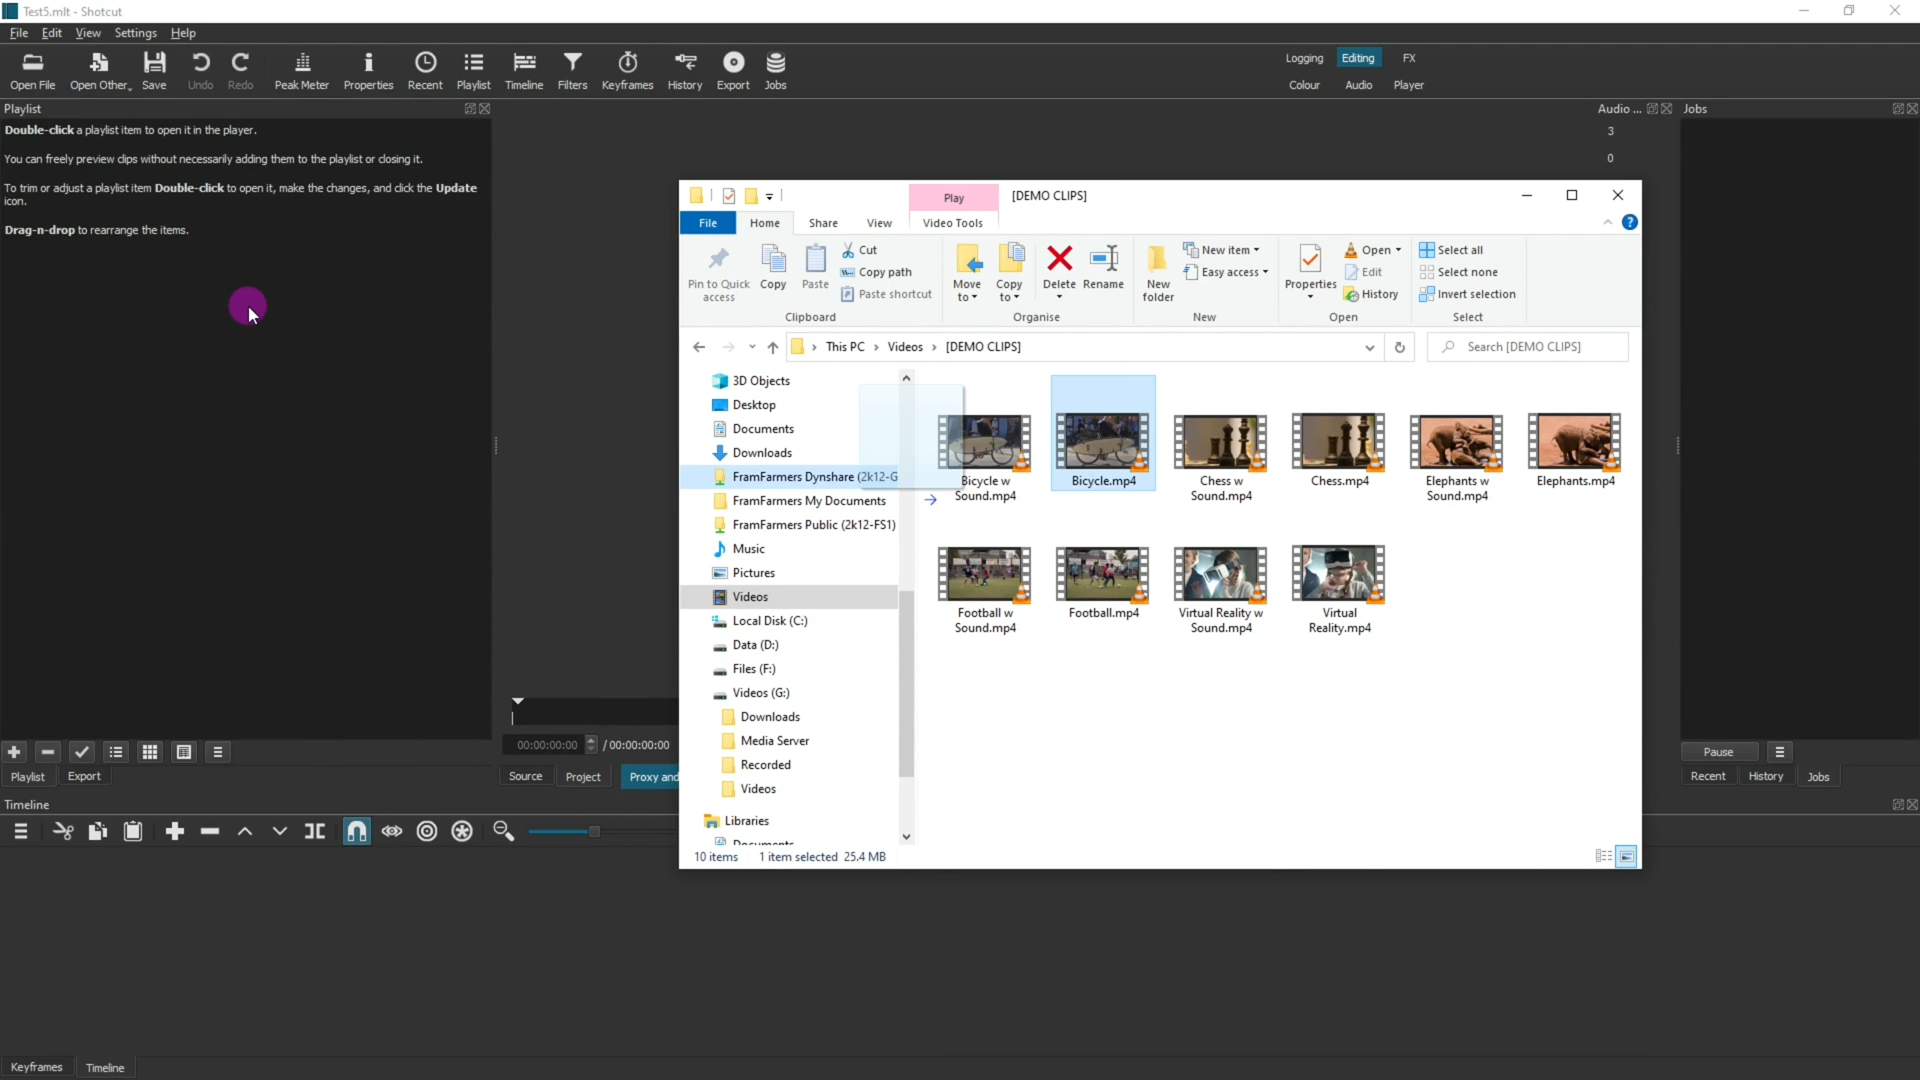 Test5.mlt - Shotcut
File Edit View Settings Help
Open File Open Other... Save Undo Redo Peak Meter Properties Recent Playlist Timeline Filters Keyframes History Export Jobs
Logging Editing FX
Colour Audio Player
Playlist
Audio ...
Jobs
Double-click a playlist item to open it in the player.
You can freely preview clips without necessarily adding them to the playlist or closing it.
To trim or adjust a playlist item Double-click to open it, make the changes, and click the Update
icon.
Drag-n-drop to rearrange the items.
3
0
Play
[DEMO CLIPS]
File Home Share View Video Tools
Pin to Quick
access
Copy
Paste
Cut
Copy path
Paste shortcut
Clipboard
Move
to
Copy
to
Delete
Rename
Organise
New
folder
New item
Easy access
New
Properties
Open
Edit
History
Open
Select all
Select none
Invert selection
Select
This PC Videos [DEMO CLIPS]
Search [DEMO CLIPS]
3D Objects
Desktop
Documents
Downloads
FramFarmers Dynshare (2k12-G
FramFarmers My Documents
FramFarmers Public (2k12-FS1)
Music
Pictures
Videos
Local Disk (C:)
Data (D:)
Files (F:)
Videos (G:)
Downloads
Media Server
Recorded
Videos
Libraries
Documents
Bicycle w
Sound.mp4
Bicycle.mp4
Chess w
Sound.mp4
Chess.mp4
Elephants w
Sound.mp4
Elephants.mp4
Football w
Sound.mp4
Football.mp4
Virtual Reality w
Sound.mp4
Virtual
Reality.mp4
10 items 1 item selected 25.4 MB
00:00:00:00 / 00:00:00:00
Source Project Proxy and
Playlist Export
Pause
Recent History Jobs
Timeline
Keyframes Timeline